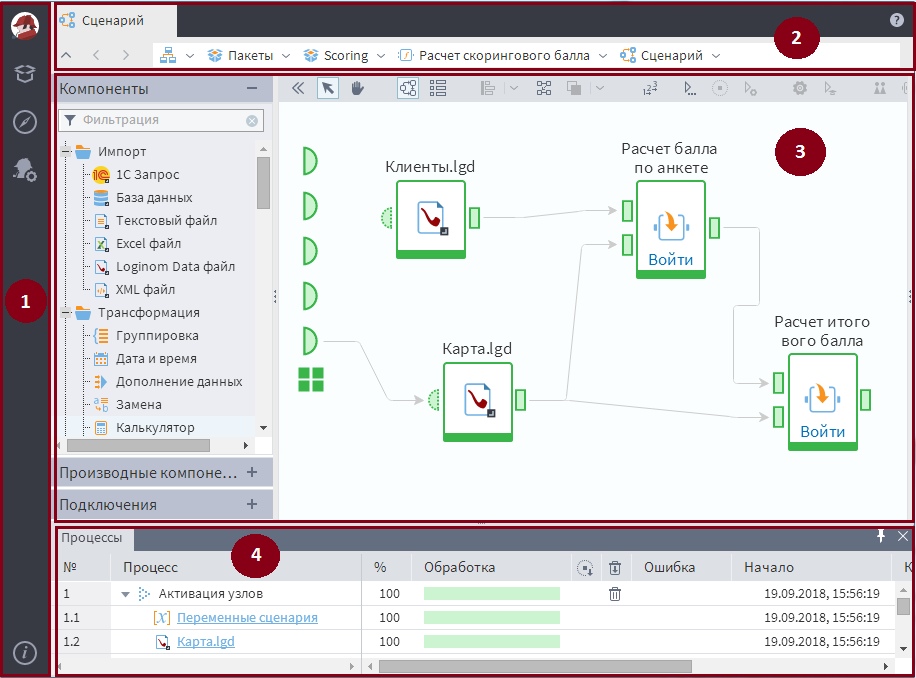 Сценарий
?
2
Пакеты
Scoring
Расчет скорингового балла
Сценарий
Компоненты
Фильтрация
Импорт
1С Запрос
База данных
Текстовый файл
Excel файл
Loginom Data файл
XML файл
Трансформация
Группировка
Дата и время
Дополнение данных
Замена
Калькулятор
Производные компоне...
Подключения
1
3
Клиенты.lgd
Расчет балла
по анкете
Войти
Карта.lgd
Расчет итого
вого балла
Войти
Процессы
4
№ Процесс % Обработка Ошибка Начало К
1 Активация узлов 100 19.09.2018, 15:56:19
1.1 Переменные сценария 100 19.09.2018, 15:56:19
1.2 Карта.lgd 100 19.09.2018, 15:56:19